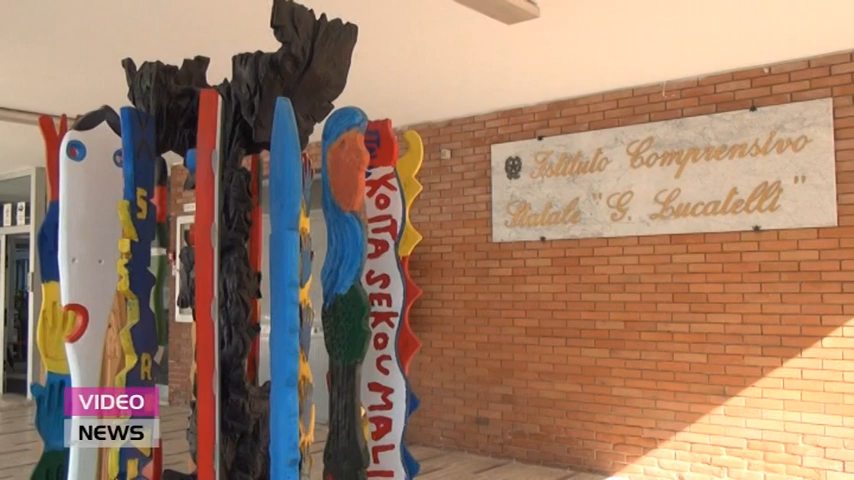 Istituto Comprensivo
Statale "G. Lucatelli"
KOITA SEKOU MALI
VIDEO
NEWS